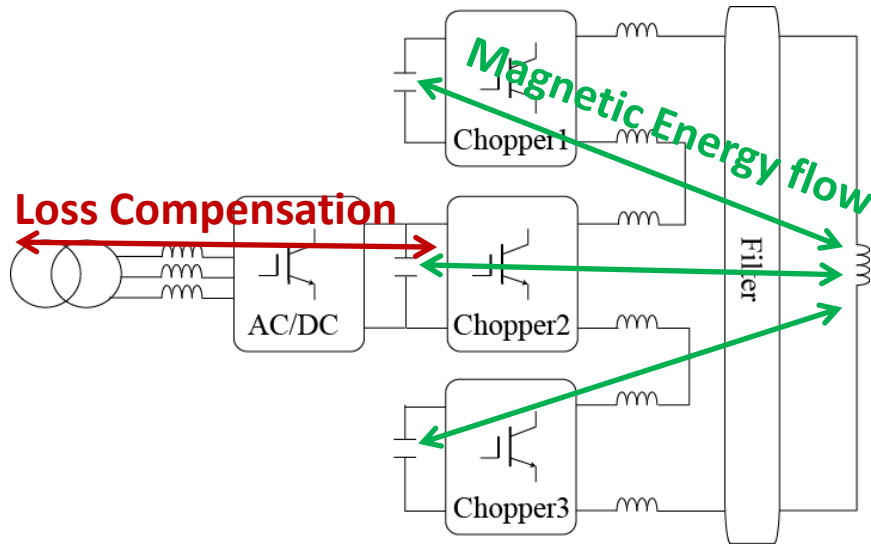 Magnetic Energy flow
Chopper1
Loss Compensation
AC/DC
Chopper2
Filter
Chopper3